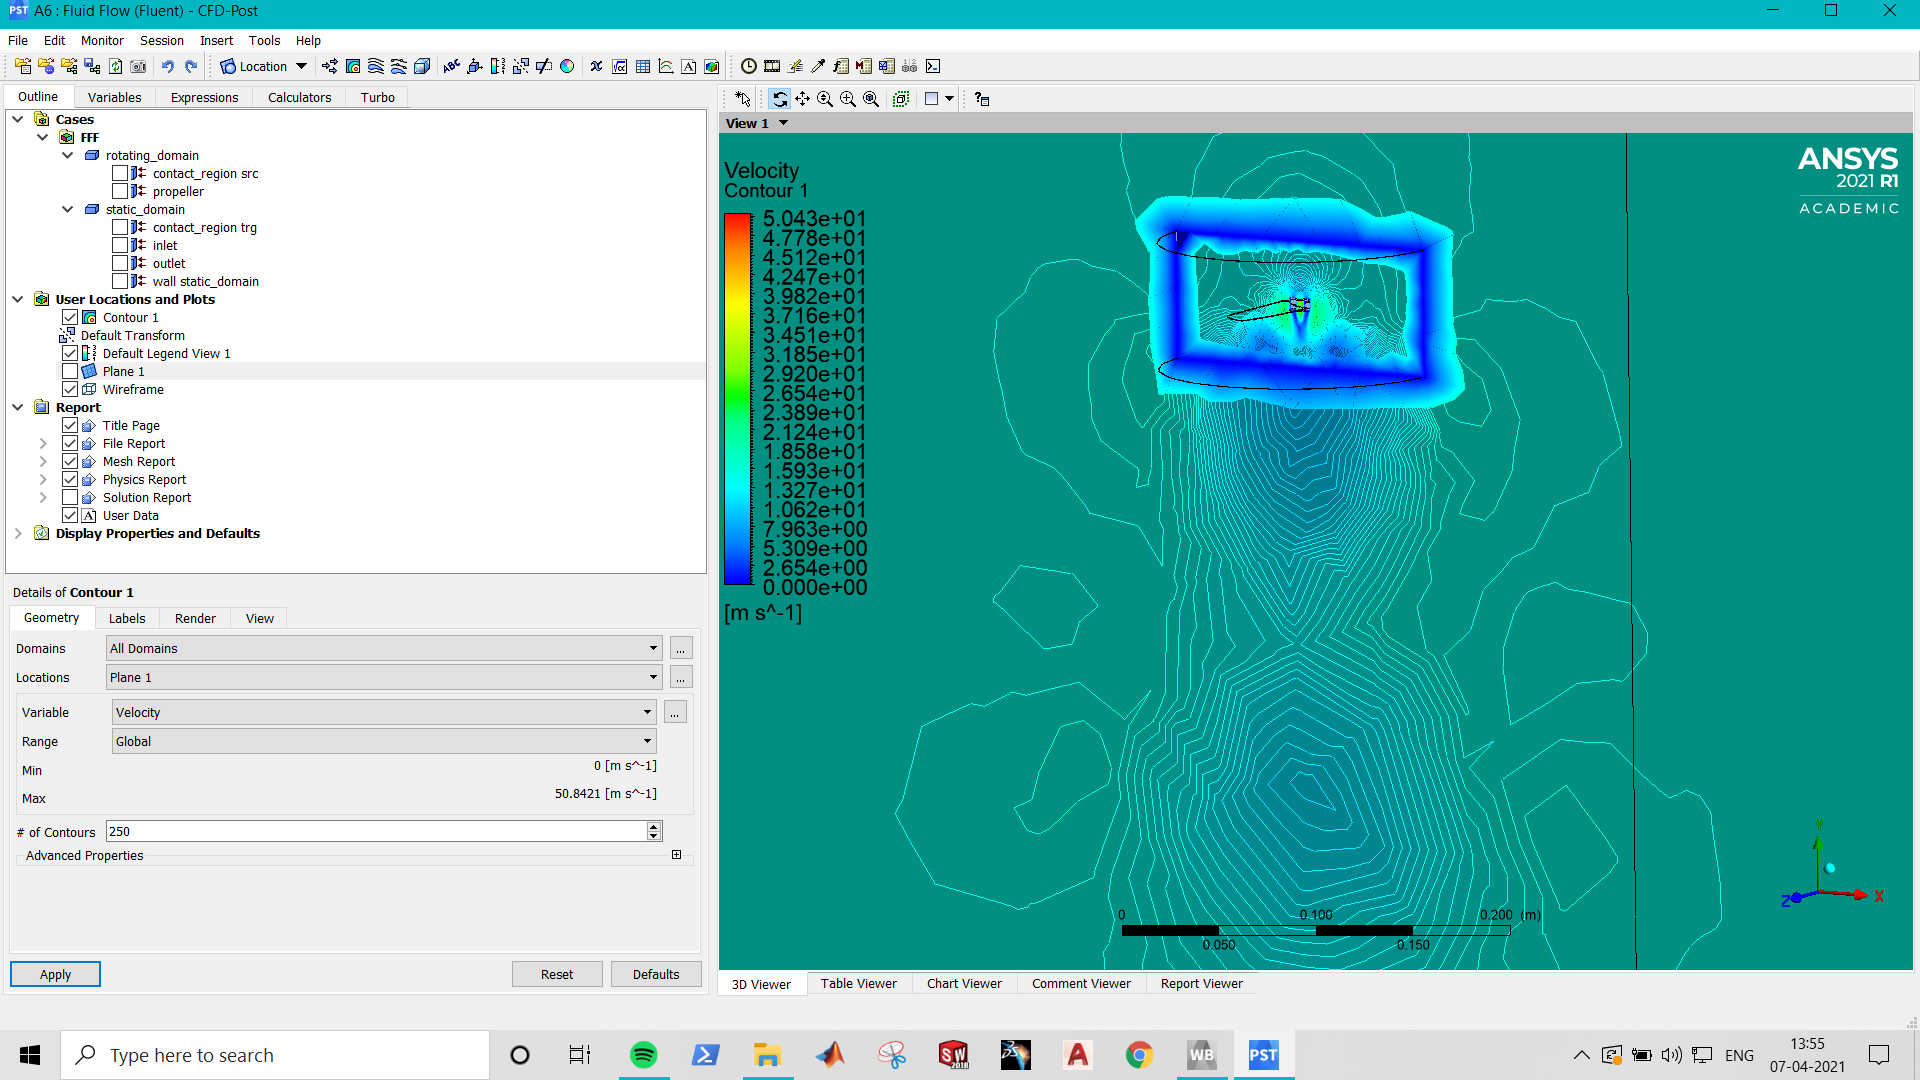 PST A6 : Fluid Flow (Fluent) - CFD-Post
File Edit Monitor Session Insert Tools Help
Location
Outline Variables Expressions Calculators Turbo
Cases
FFF
rotating_domain
contact_region src
propeller
static_domain
contact_region trg
inlet
outlet
wall static_domain
User Locations and Plots
Contour 1
Default Transform
Default Legend View 1
Plane 1
Wireframe
Report
Title Page
File Report
Mesh Report
Physics Report
Solution Report
User Data
Display Properties and Defaults
Details of Contour 1
Geometry Labels Render View
Domains All Domains ...
Locations Plane 1 ...
Variable Velocity ...
Range Global
Min 0 [m s^-1]
Max 50.8421 [m s^-1]
# of Contours 250
Advanced Properties
Apply Reset Defaults
View 1
Velocity
Contour 1
5.043e+01
4.778e+01
4.512e+01
4.247e+01
3.982e+01
3.716e+01
3.451e+01
3.185e+01
2.920e+01
2.654e+01
2.389e+01
2.124e+01
1.858e+01
1.593e+01
1.327e+01
1.062e+01
7.963e+00
5.309e+00
2.654e+00
0.000e+00
[m s^-1]
ANSYS
2021 R1
ACADEMIC
Y
Z X
0 0.100 0.200 (m)
0.050 0.150
3D Viewer Table Viewer Chart Viewer Comment Viewer Report Viewer
Type here to search
SW
2018
A
WB
PST
ENG
13:55
07-04-2021